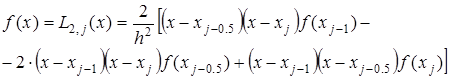 f(x) = L_{2,j}(x) = \frac{2}{h^2} [(x - x_{j-0.5})(x - x_j) f(x_{j-1}) -
- 2 \cdot (x - x_{j-1})(x - x_j) f(x_{j-0.5}) + (x - x_{j-1})(x - x_{j-0.5}) f(x_j)]